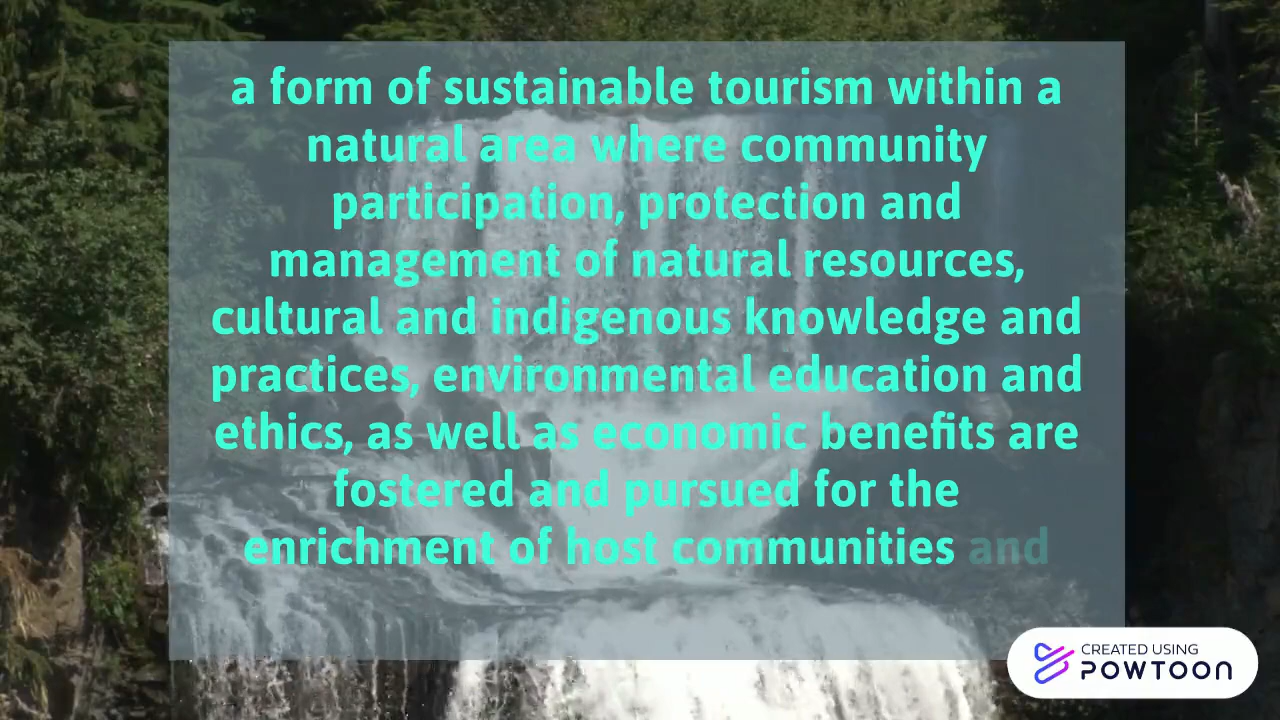 a form of sustainable tourism within a
natural area where community
participation, protection and
management of natural resources,
cultural and indigenous knowledge and
practices, environmental education and
ethics, as well as economic benefits are
fostered and pursued for the
enrichment of host communities and
CREATED USING
POWTOON